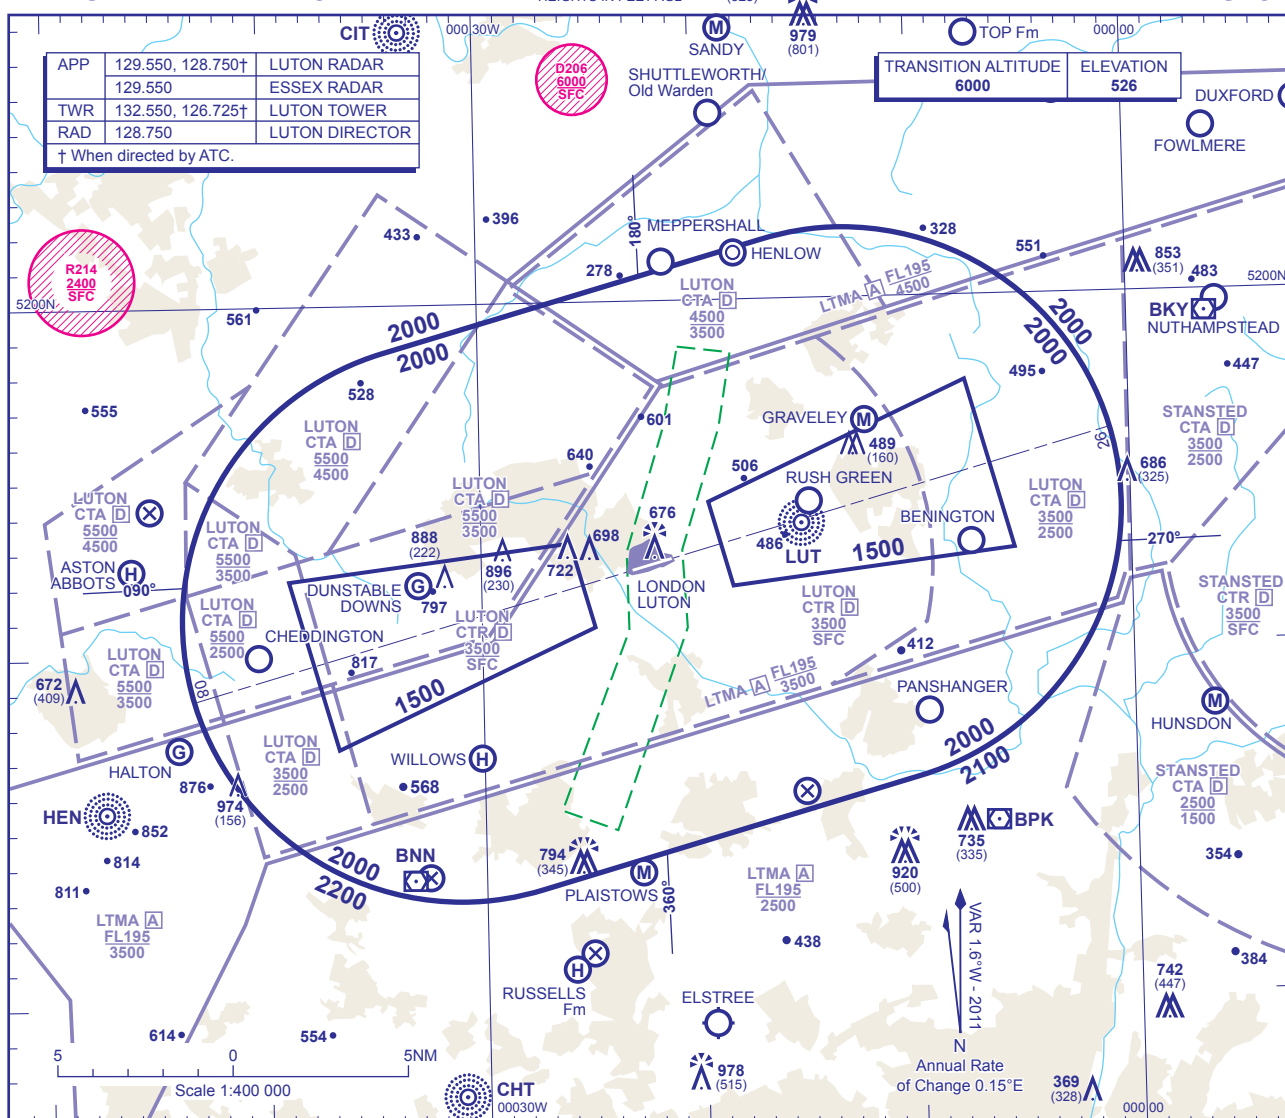 979
(801)
CIT
000 30W
M
SANDY
TOP Fm
000 00
APP 129.550, 128.750† LUTON RADAR
129.550 ESSEX RADAR
TWR 132.550, 126.725† LUTON TOWER
RAD 128.750 LUTON DIRECTOR
† When directed by ATC.
D206
6000
SFC
SHUTTLEWORTH/
Old Warden
TRANSITION ALTITUDE ELEVATION
6000 526
DUXFORD
FOWLMERE
396
433
180°
MEPPERSHALL
HENLOW
328
551
853
(351)
483
R214
2400
SFC
278
LUTON
CTA D
4500
3500
LTMA A FL195
4500
5200N
5200N
561
BKY
NUTHAMPSTEAD
2000
2000
2000
2000
447
528
495
555
601
GRAVELEY M
489
(160)
STANSTED
CTA D
3500
2500
LUTON
CTA D
5500
4500
640
506
RUSH GREEN
262°
686
(325)
LUTON
CTA D
5500
4500
LUTON
CTA D
5500
3500
LUTON
CTA D
3500
2500
LUTON
CTA D
5500
3500
888
(222)
896
(230)
722
698
676
486
LUT
1500
BENINGTON
270°
ASTON
ABBOTS
H
090°
DUNSTABLE
DOWNS
G
797
LONDON
LUTON
STANSTED
CTR D
3500
SFC
LUTON
CTA D
5500
2500
CHEDDINGTON
LUTON
CTR D
3500
SFC
LUTON
CTR D
3500
SFC
LUTON
CTA D
5500
3500
817
412
672
(409)
080
1500
LTMA A FL195
3500
PANSHANGER
M
HUNSDON
G
HALTON
LUTON
CTA D
3500
2500
WILLOWS H
2000
2100
876
974
(156)
568
STANSTED
CTA D
2500
1500
HEN
852
BPK
735
(335)
814
2000
2200
BNN
794
(345)
M
PLAISTOWS
360°
920
(500)
354
811
LTMA A
FL195
2500
LTMA A
FL195
3500
438
VAR 1.6°W - 2011
384
H
RUSSELLS
Fm
742
(447)
ELSTREE
614
554
N
Annual Rate
of Change 0.15°E
5 0 5NM
Scale 1:400 000
978
(515)
CHT
369
(328)
000 30W
000 00